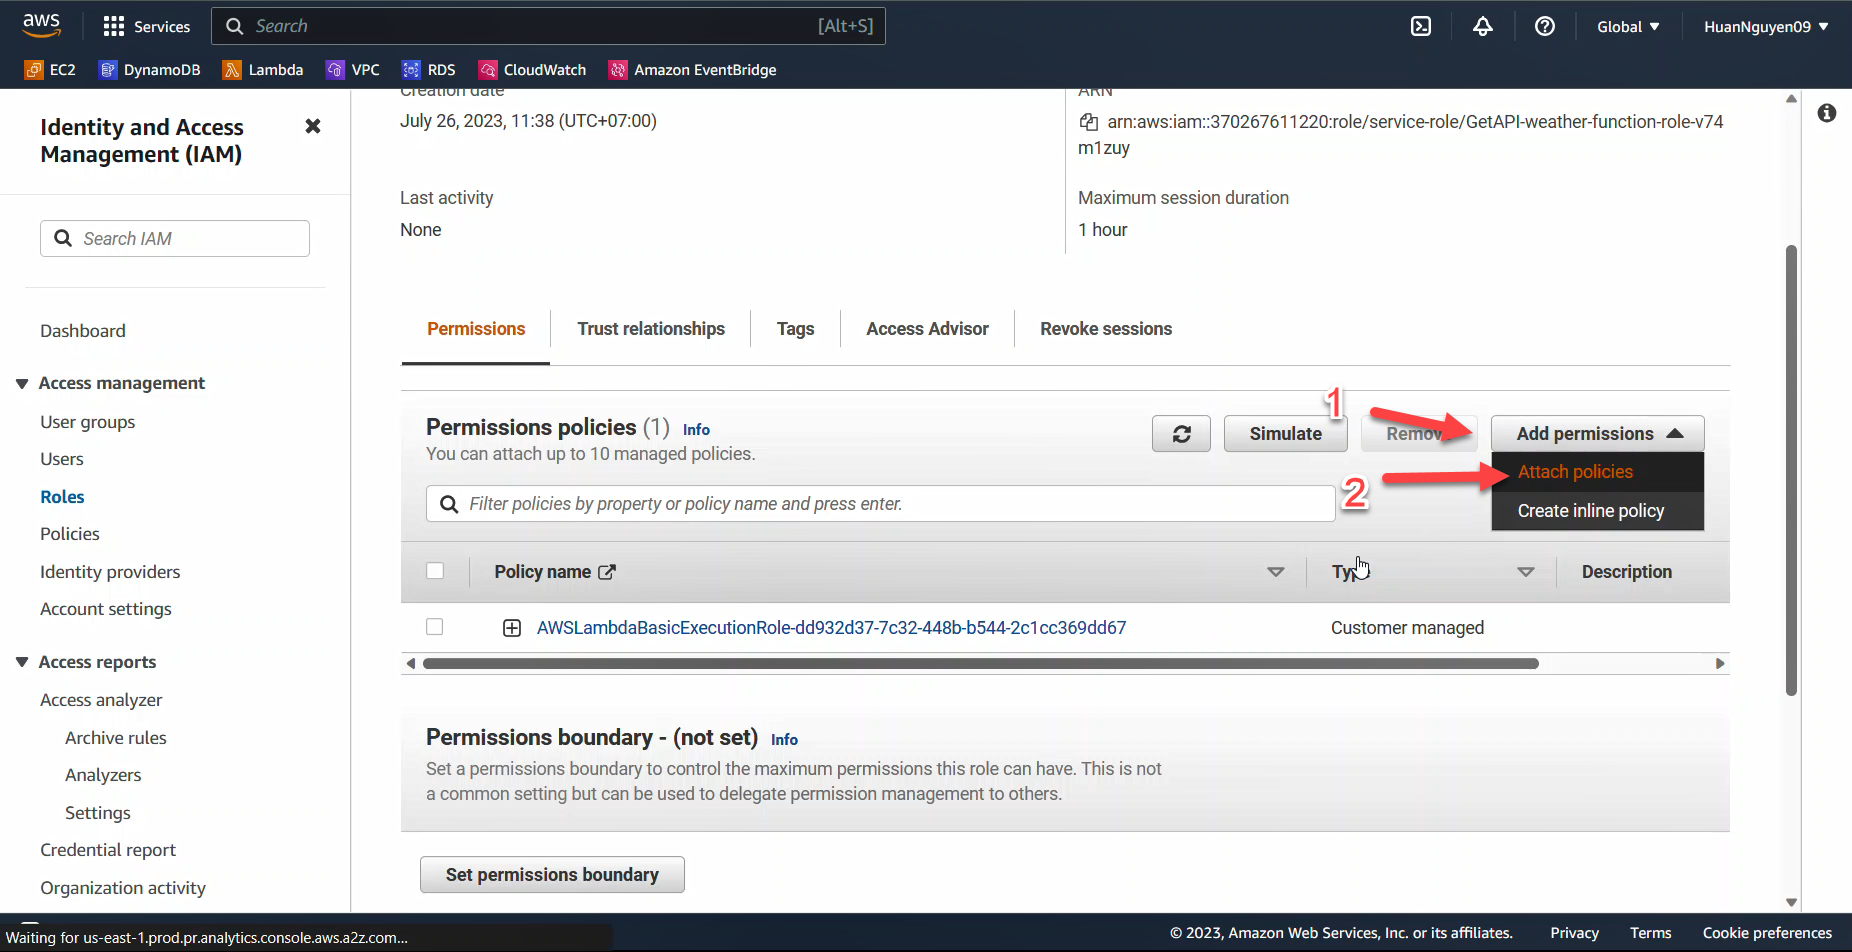 aws
Services
Search
[Alt+S]
Global
HuanNguyen09
EC2
DynamoDB
Lambda
VPC
RDS
CloudWatch
Amazon EventBridge
Identity and Access
Management (IAM)
Search IAM
Dashboard
Access management
User groups
Users
Roles
Policies
Identity providers
Account settings
Access reports
Access analyzer
Archive rules
Analyzers
Settings
Credential report
Organization activity
Creation date
July 26, 2023, 11:38 (UTC+07:00)
ARN
arn:aws:iam::370267611220:role/service-role/GetAPI-weather-function-role-v74
m1zuy
Last activity
None
Maximum session duration
1 hour
Permissions
Trust relationships
Tags
Access Advisor
Revoke sessions
Permissions policies (1) Info
You can attach up to 10 managed policies.
Simulate
1
Remov
Add permissions
Attach policies
Create inline policy
2
Filter policies by property or policy name and press enter.
Policy name
Type
Description
AWSLambdaBasicExecutionRole-dd932d37-7c32-448b-b544-2c1cc369dd67
Customer managed
Permissions boundary - (not set) Info
Set a permissions boundary to control the maximum permissions this role can have. This is not
a common setting but can be used to delegate permission management to others.
Set permissions boundary
Waiting for us-east-1.prod.pr.analytics.console.aws.a2z.com...
© 2023, Amazon Web Services, Inc. or its affiliates.
Privacy
Terms
Cookie preferences